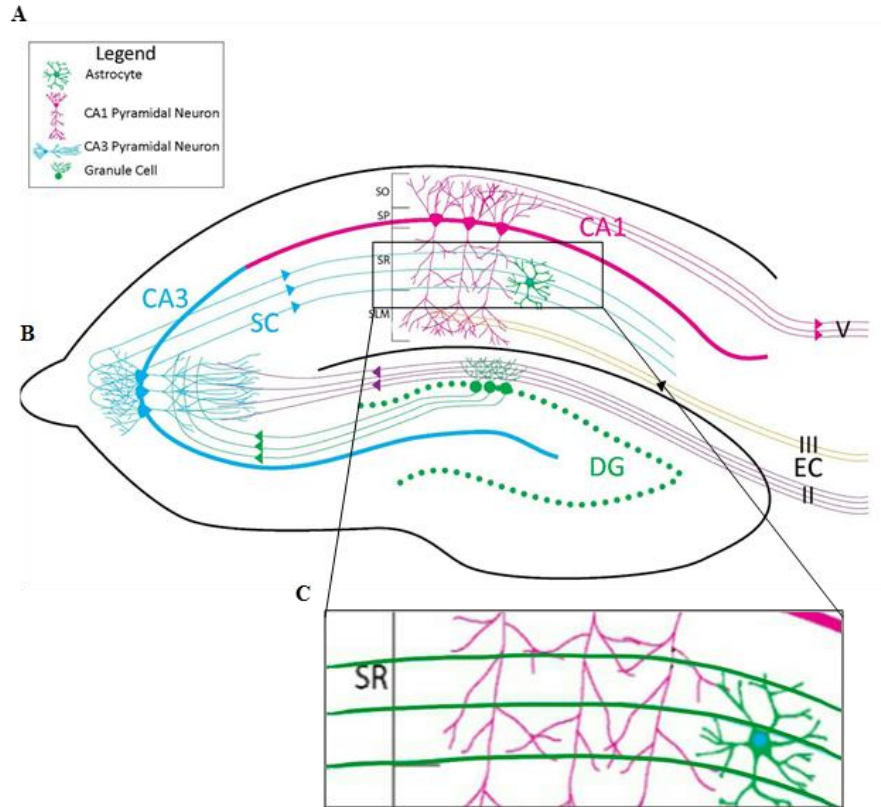 A
Legend
Astrocyte
CA1 Pyramidal Neuron
CA3 Pyramidal Neuron
Granule Cell
SO
SP
CA1
SR
CA3
SC
SLM
B
V
III
EC
II
DG
C
SR